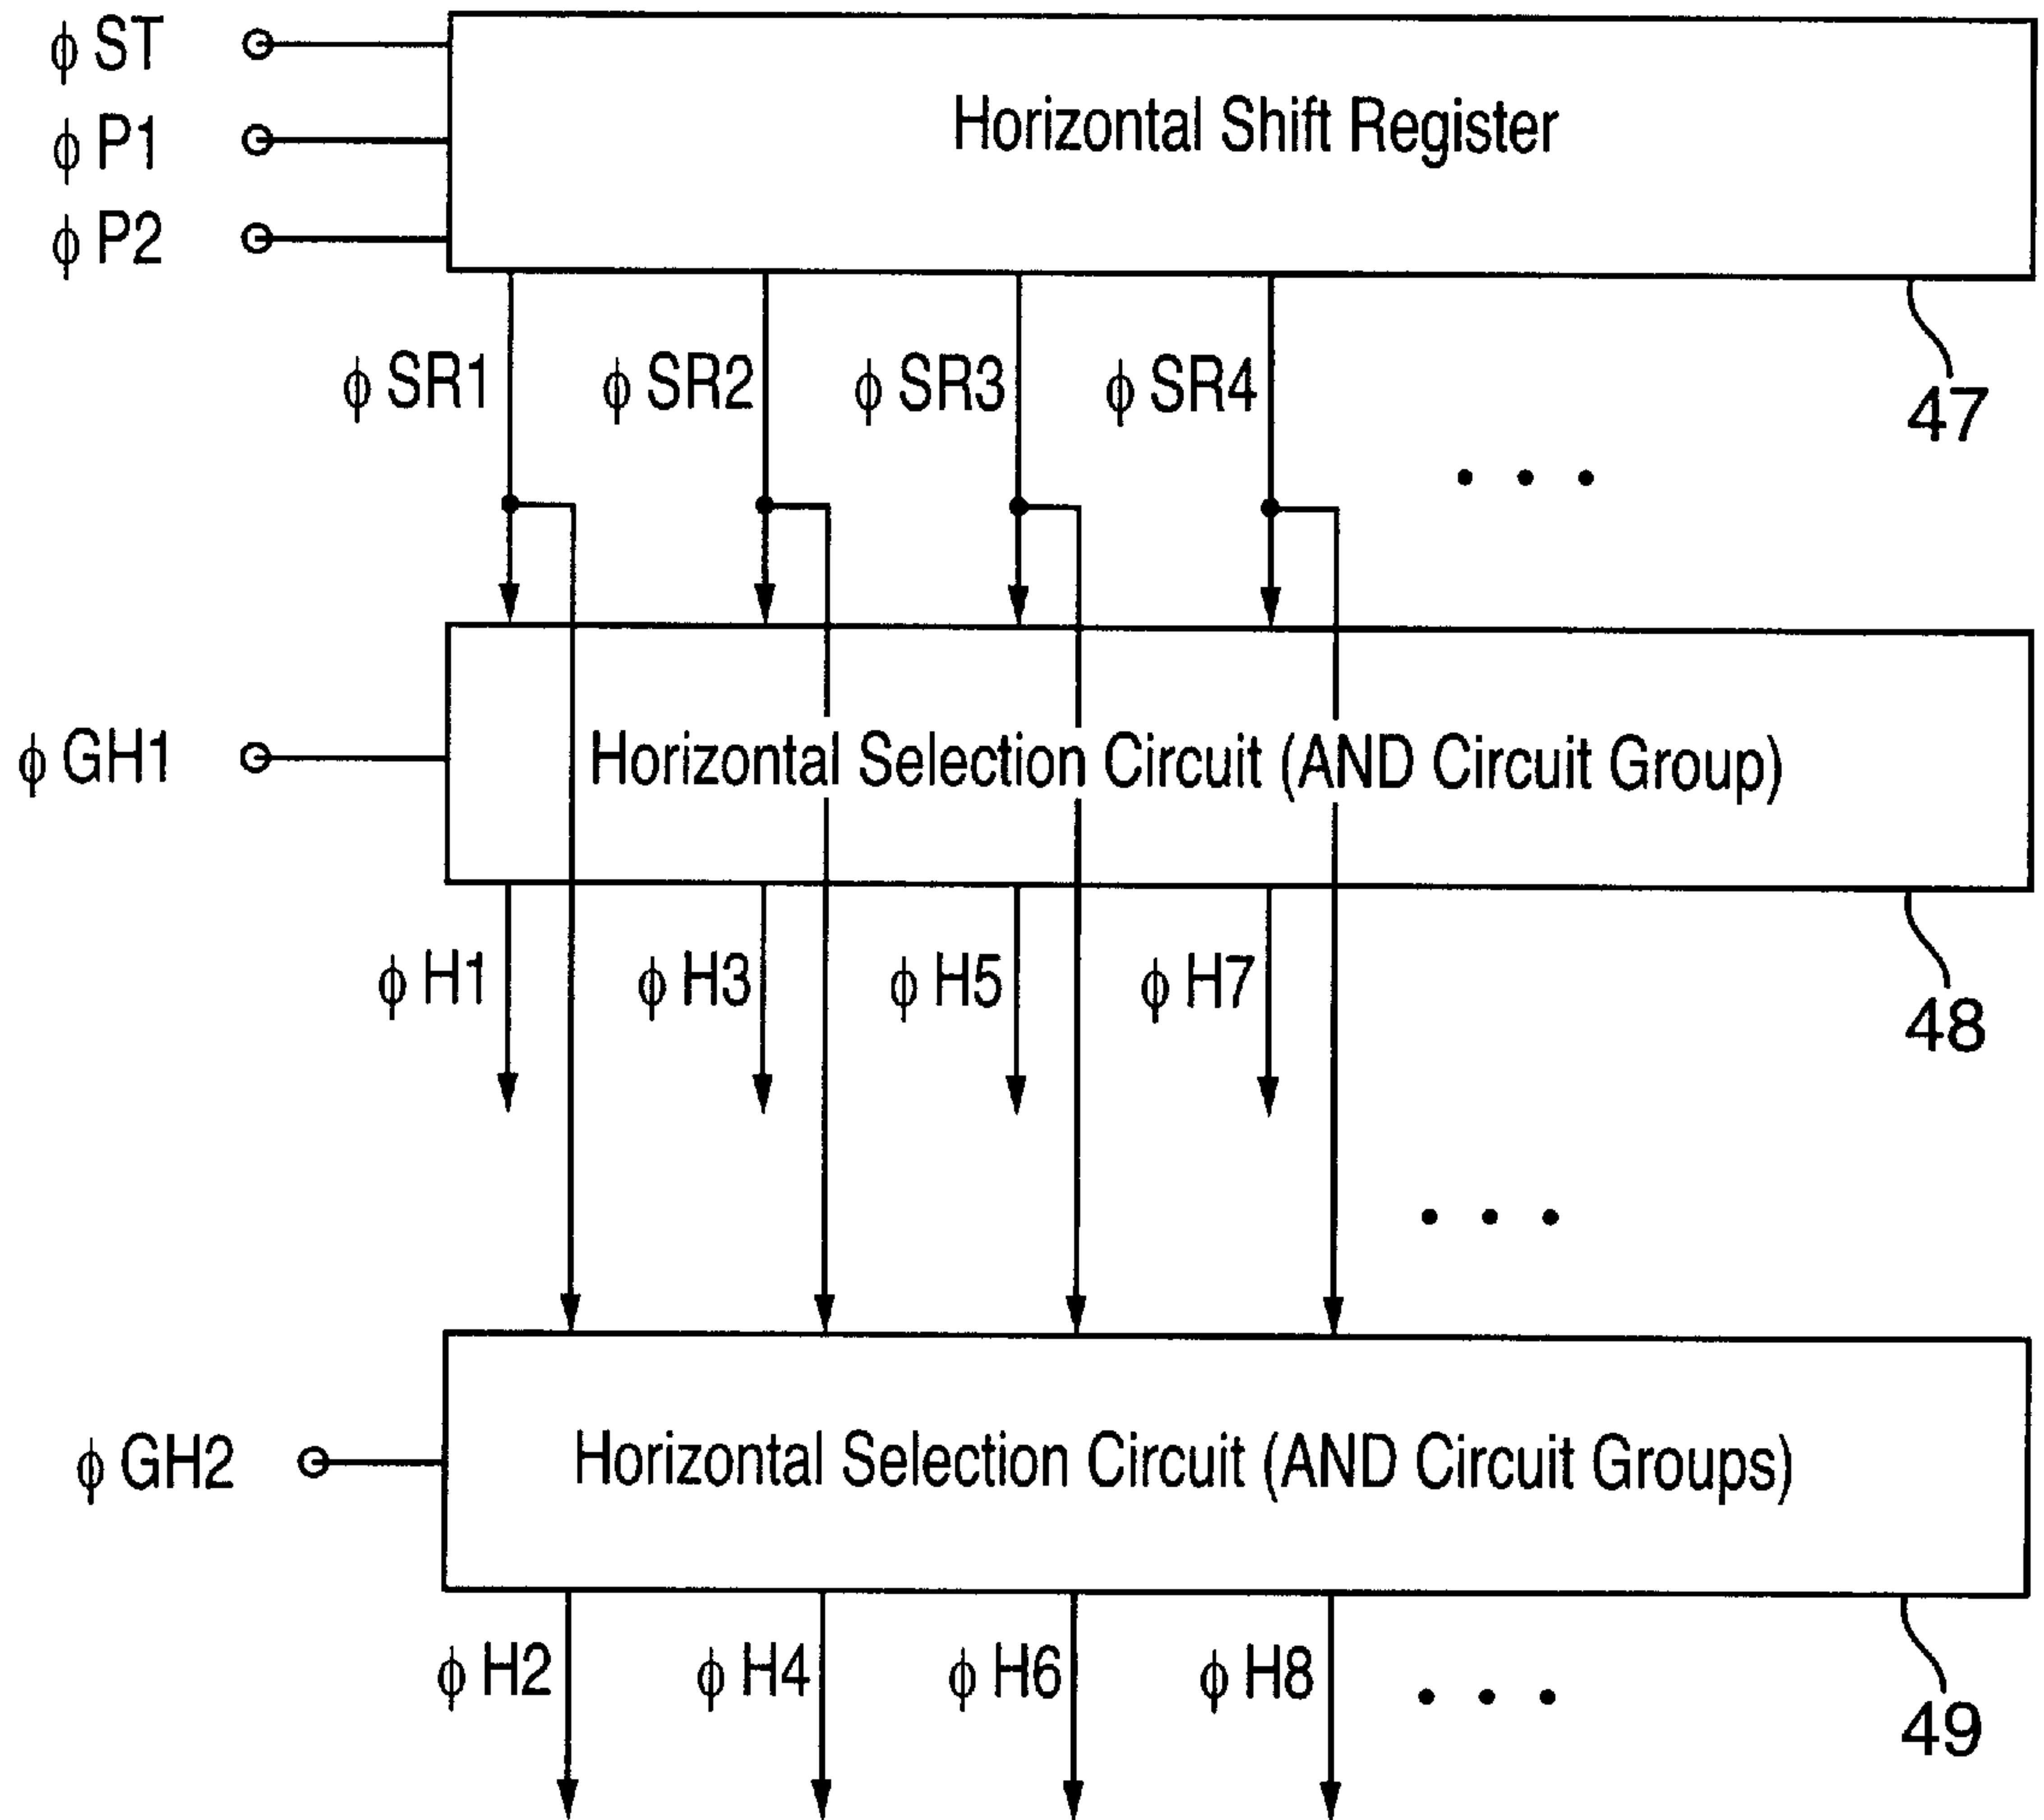 ϕ ST
ϕ P1
ϕ P2
Horizontal Shift Register
47
ϕ SR1
ϕ SR2
ϕ SR3
ϕ SR4
. . .
ϕ GH1
Horizontal Selection Circuit (AND Circuit Group)
48
ϕ H1
ϕ H3
ϕ H5
ϕ H7
. . .
ϕ GH2
Horizontal Selection Circuit (AND Circuit Groups)
49
ϕ H2
ϕ H4
ϕ H6
ϕ H8
. . .